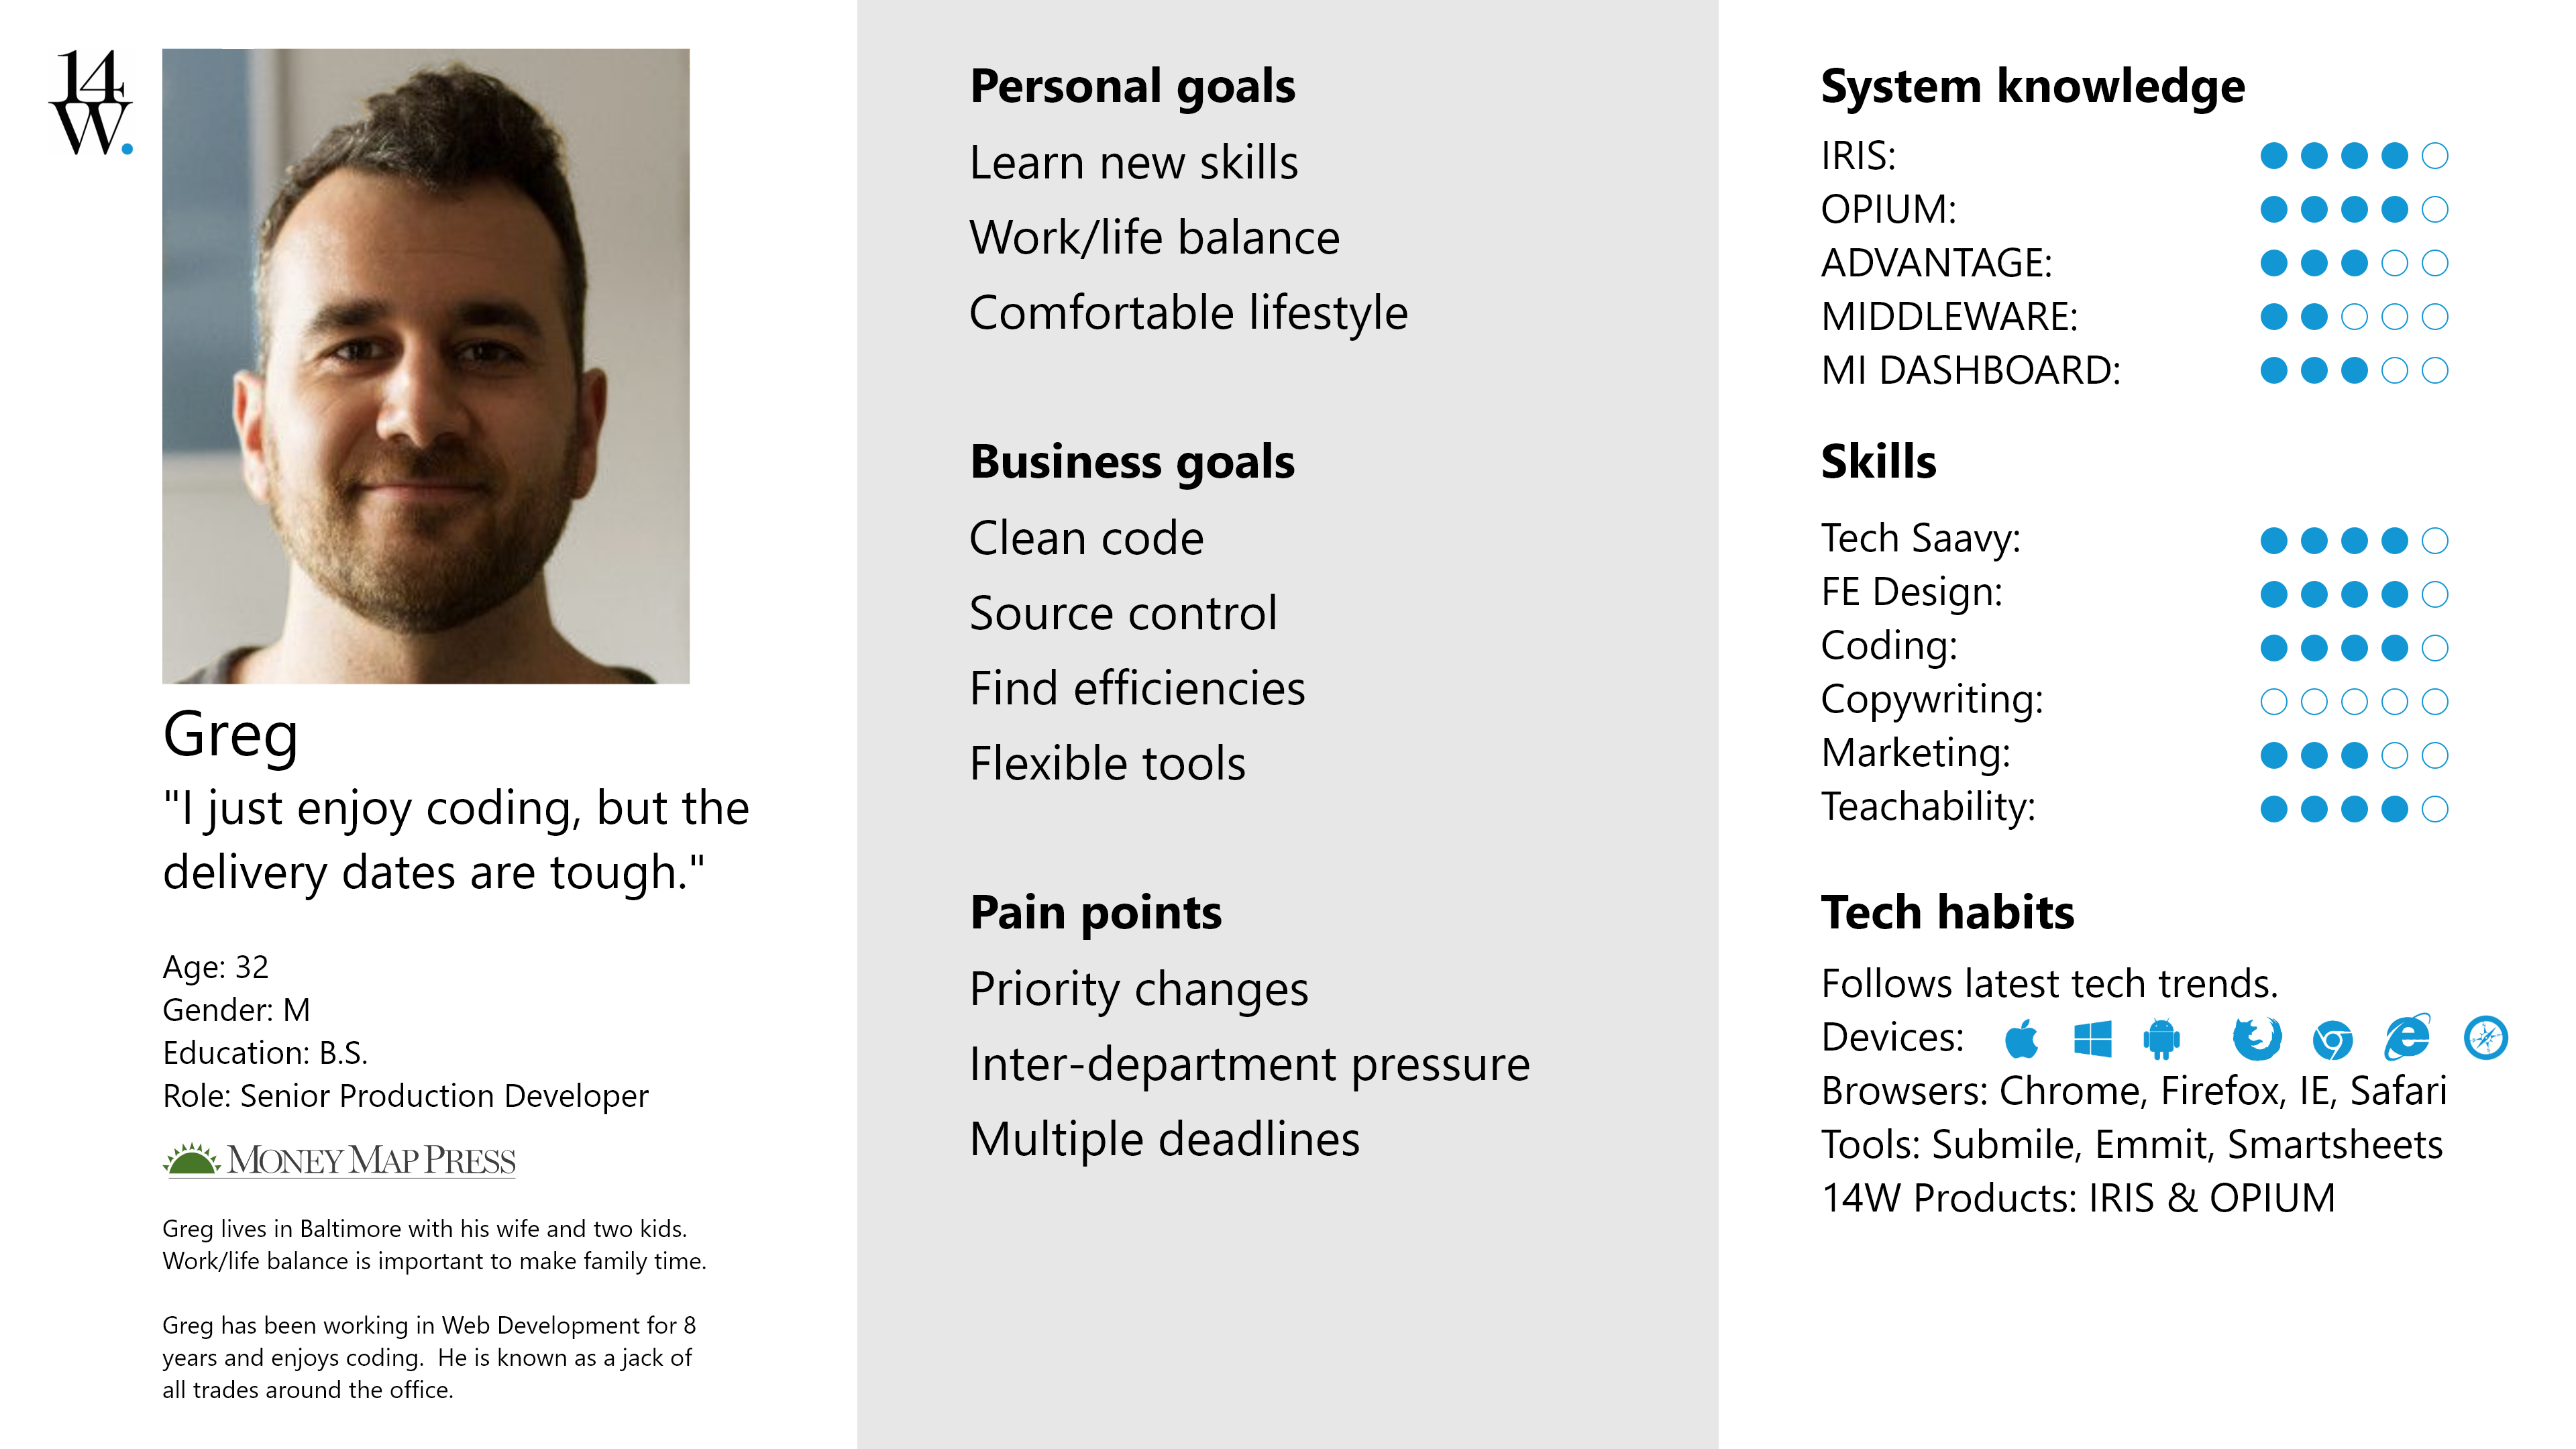 14
W.
Greg
"I just enjoy coding, but the
delivery dates are tough."
Age: 32
Gender: M
Education: B.S.
Role: Senior Production Developer
MONEY MAP PRESS
Greg lives in Baltimore with his wife and two kids.
Work/life balance is important to make family time.
Greg has been working in Web Development for 8
years and enjoys coding.  He is known as a jack of
all trades around the office.
Personal goals
Learn new skills
Work/life balance
Comfortable lifestyle
Business goals
Clean code
Source control
Find efficiencies
Flexible tools
Pain points
Priority changes
Inter-department pressure
Multiple deadlines
System knowledge
IRIS:
OPIUM:
ADVANTAGE:
MIDDLEWARE:
MI DASHBOARD:
Skills
Tech Saavy:
FE Design:
Coding:
Copywriting:
Marketing:
Teachability:
Tech habits
Follows latest tech trends.
Devices:
Browsers: Chrome, Firefox, IE, Safari
Tools: Submile, Emmit, Smartsheets
14W Products: IRIS & OPIUM